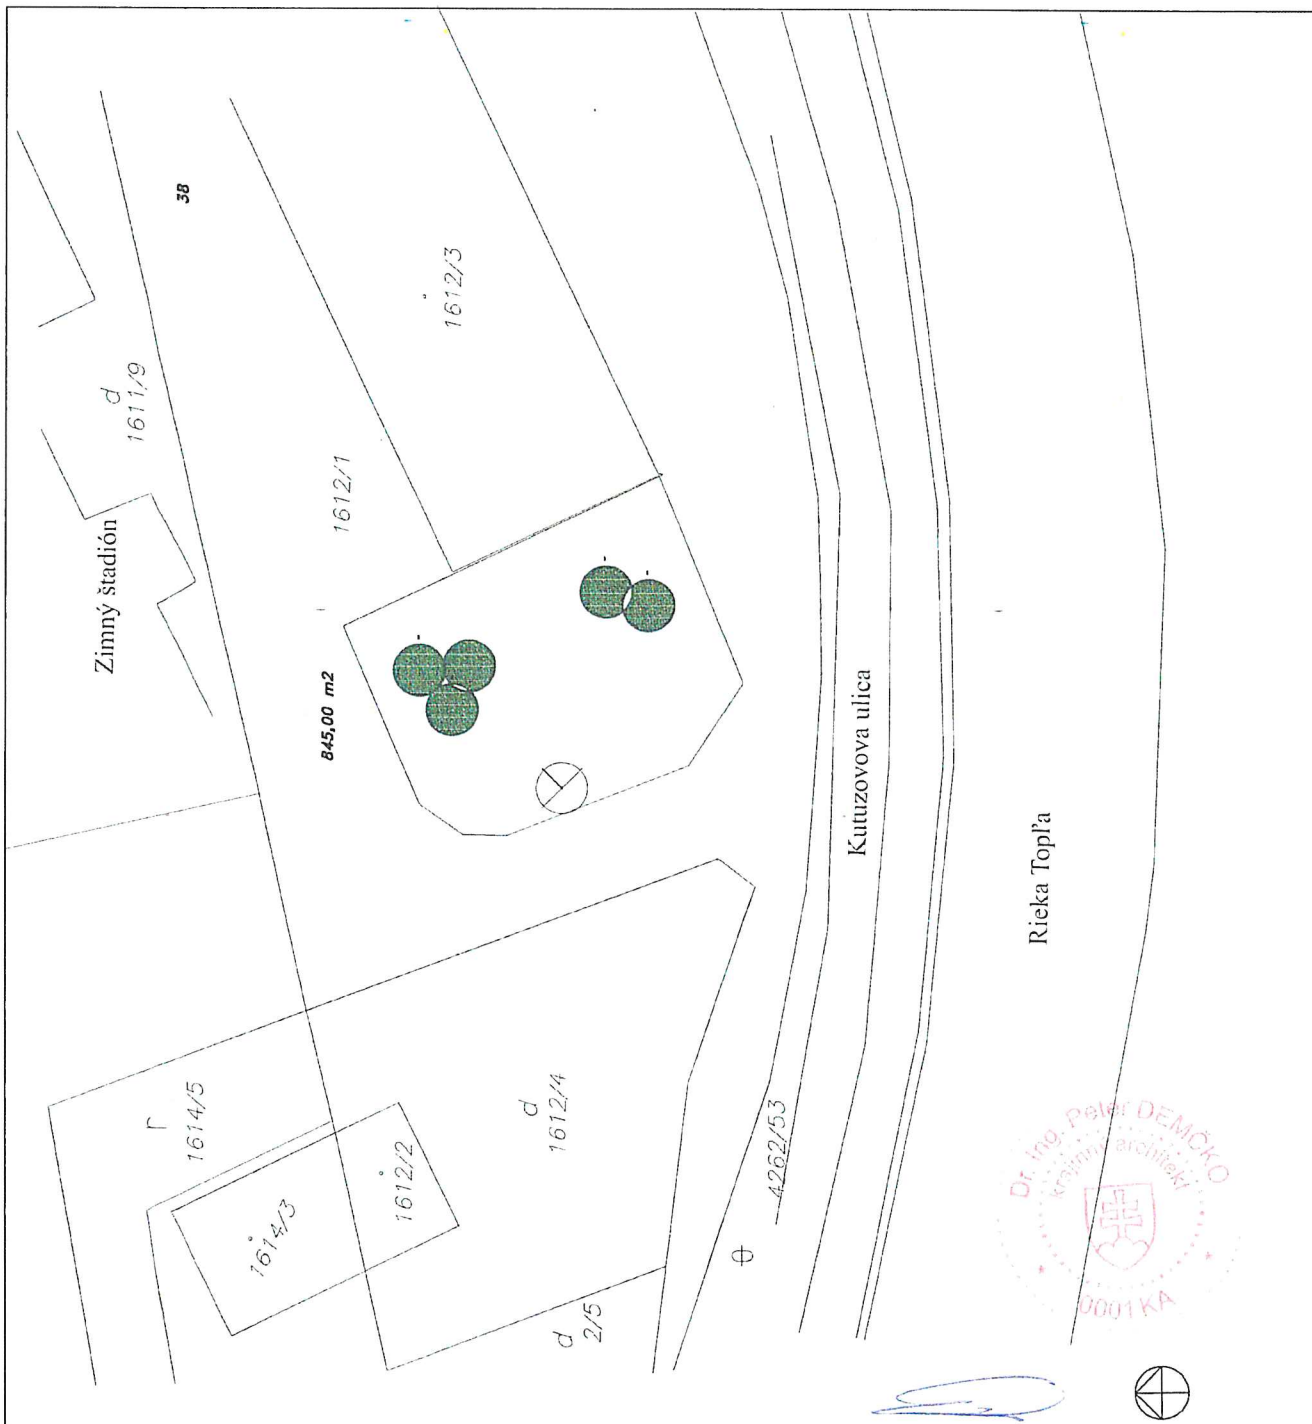 Zimný štadión
d
1611/9
38
1612/1
1612/3
845,00 m2
r
1614/5
1614/3
1612/2
d
1612/4
d
2/5
4262/53
Kutuzovova ulica
Rieka Topľa
Dr. Ing. Peter DEMČKO
krajinný architekt
0001 KA